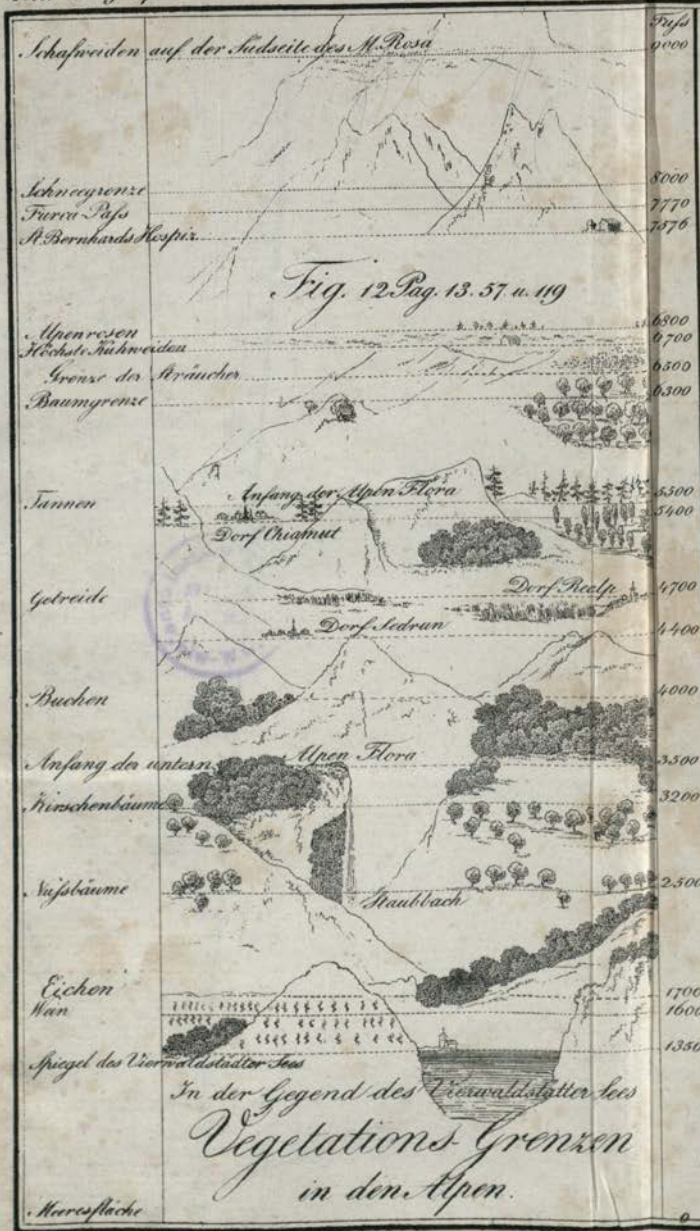 Fuſs
Schafweiden auf der Südseite des M. Rosa 9000
Schneegrenze 8000
Furca-Paſs 7770
St. Bernhards Hospiz 7576
Fig. 12 Pag. 13. 57. u. 119
Alpenrosen 6800
Höchste Kühweiden 6700
Grenze der Sträucher 6500
Baumgrenze 6300
Anfang der Alpen Flora 5500
Tannen 5400
Dorf Chiamut
Dorf Realp 4700
Getreide
Dorf Sedrun 4400
Buchen 4000
Anfang der untern Alpen Flora 3500
Kirschenbäume 3200
Nuſsbäume 2500
Staubbach
Eichen 1700
Wein 1600
1350
Spiegel des Vierwaldstädter Sees
In der Gegend des Vierwaldstätter Sees
Vegetations-Grenzen
in den Alpen.
Meeresfläche 0